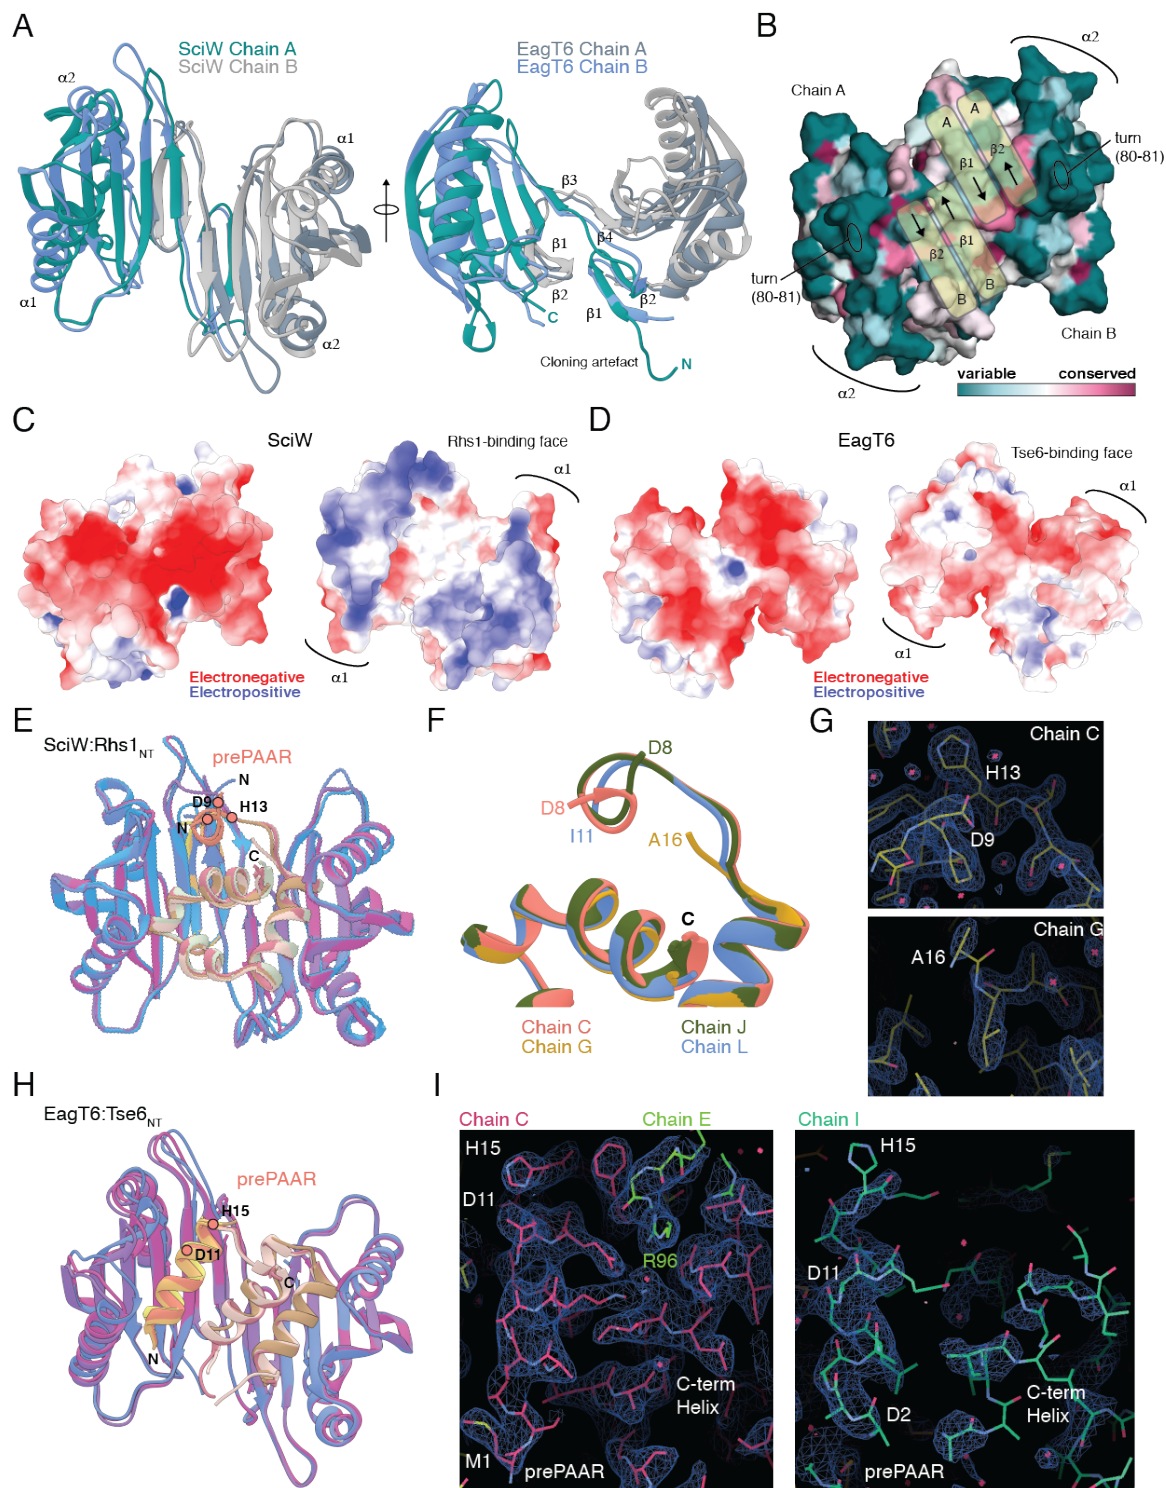 A
SciW Chain A
SciW Chain B
EagT6 Chain A
EagT6 Chain B
α2
α1
α1
α2
β3
β1
β4
β2
β2
β1
C
Cloning artefact
N
B
α2
Chain A
A
A
β1
β2
turn
(80-81)
β1
β2
turn
(80-81)
B
B
Chain B
variable
conserved
α2
C
SciW
Rhs1-binding face
α1
α1
Electronegative
Electropositive
D
EagT6
Tse6-binding face
α1
α1
Electronegative
Electropositive
E
SciW:Rhs1NT
prePAAR
N
D9
H13
N
C
F
D8
D8
I11
A16
C
Chain C
Chain G
Chain J
Chain L
G
Chain C
H13
D9
Chain G
A16
H
EagT6:Tse6NT
prePAAR
H15
D11
C
N
I
Chain C
Chain E
H15
D11
R96
C-term
Helix
M1
prePAAR
Chain I
H15
D11
D2
C-term
Helix
prePAAR